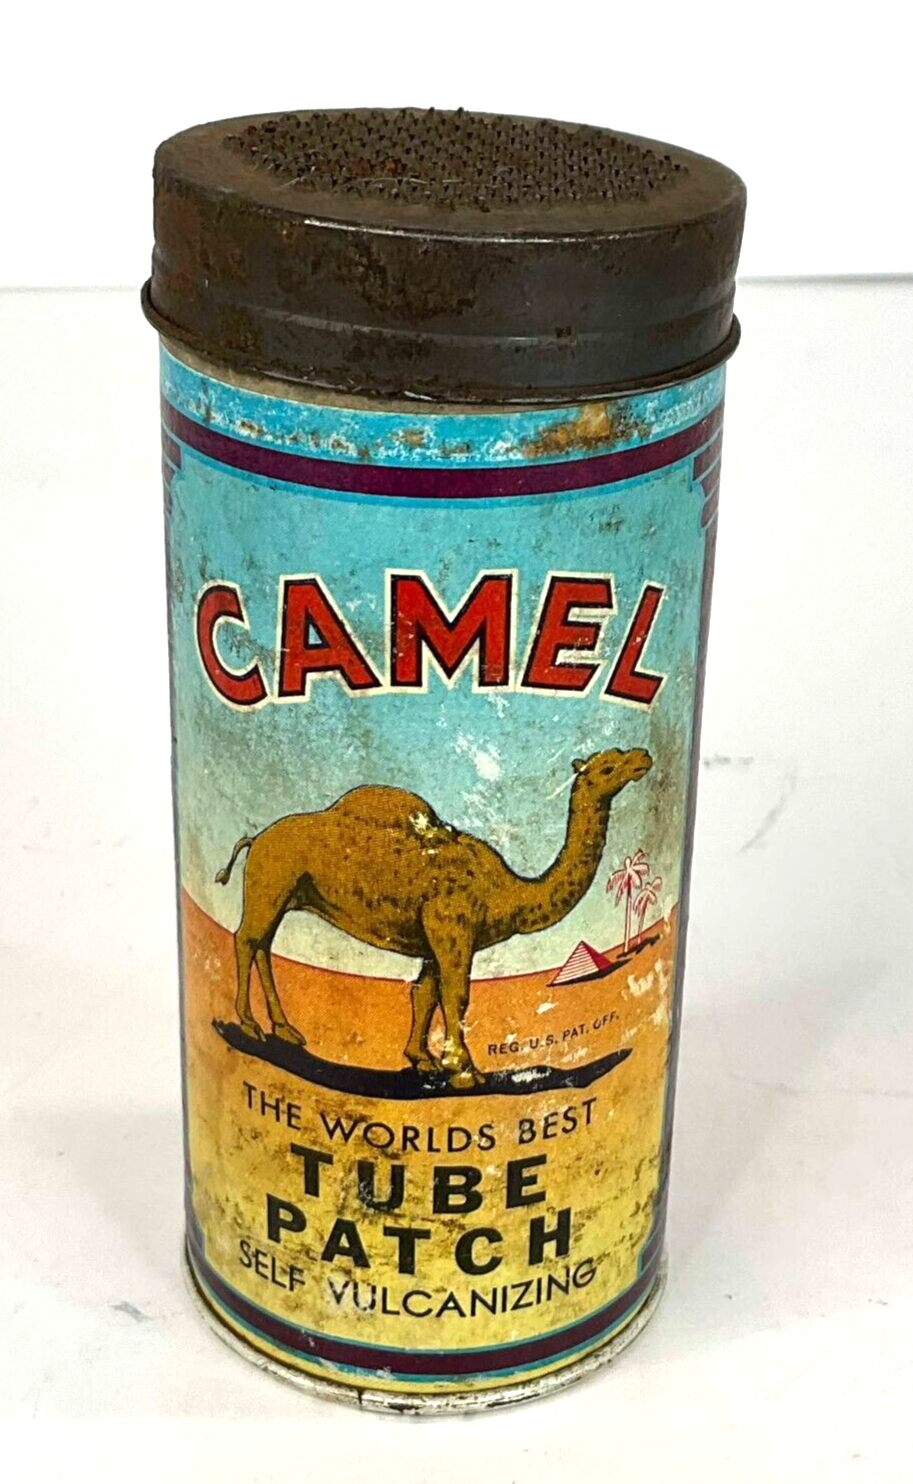 CAMEL
REG. U.S. PAT. OFF.
THE WORLDS BEST
TUBE
PATCH
SELF VULCANIZING